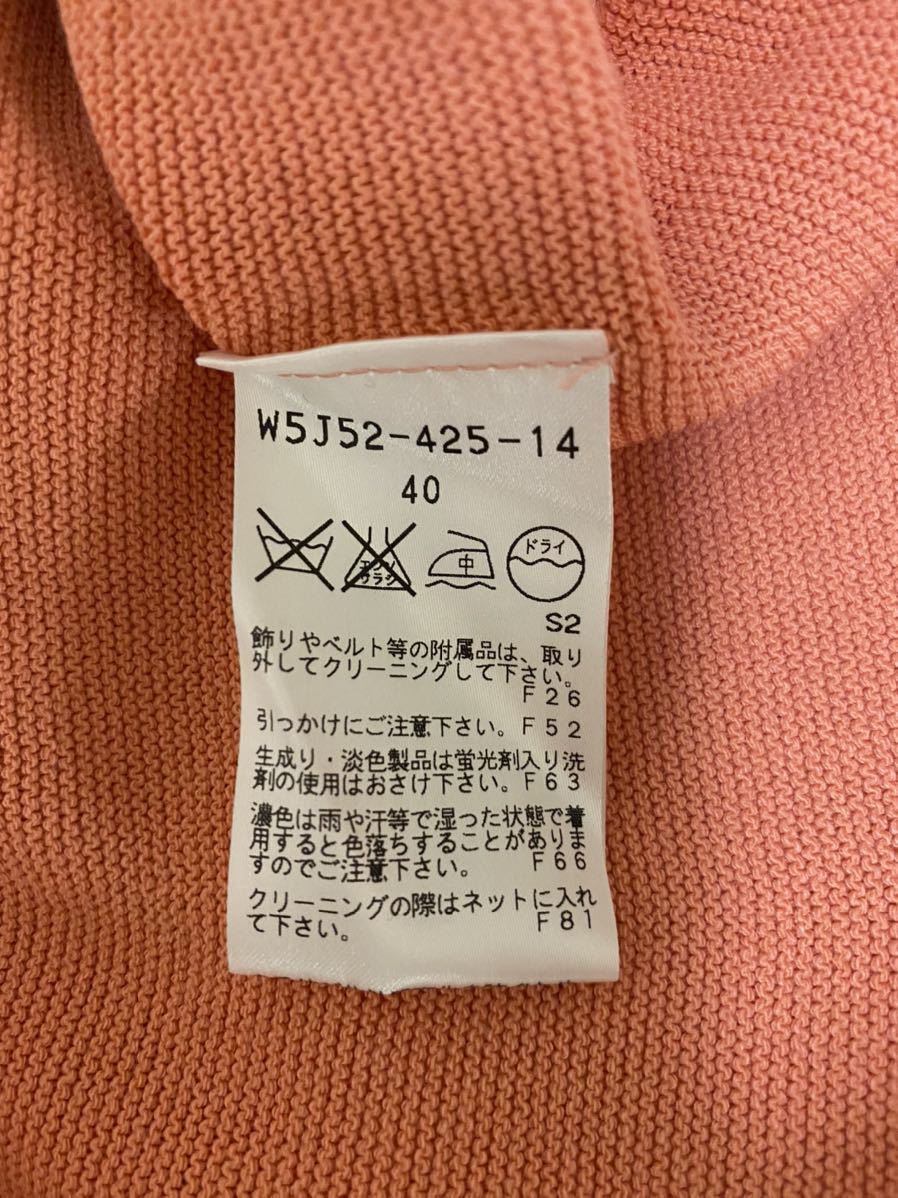 W5J52-425-14
40
エンソ
サラシ
中
ドライ
S2
飾りやベルト等の附属品は、取り
外してクリーニングして下さい。
F26
引っかけにご注意下さい。F52
生成り・淡色製品は蛍光剤入り洗
剤の使用はおさけ下さい。F63
濃色は雨や汗等で湿った状態で着
用すると色落ちすることがありま
すのでご注意下さい。 F66
クリーニングの際はネットに入れ
て下さい。 F81